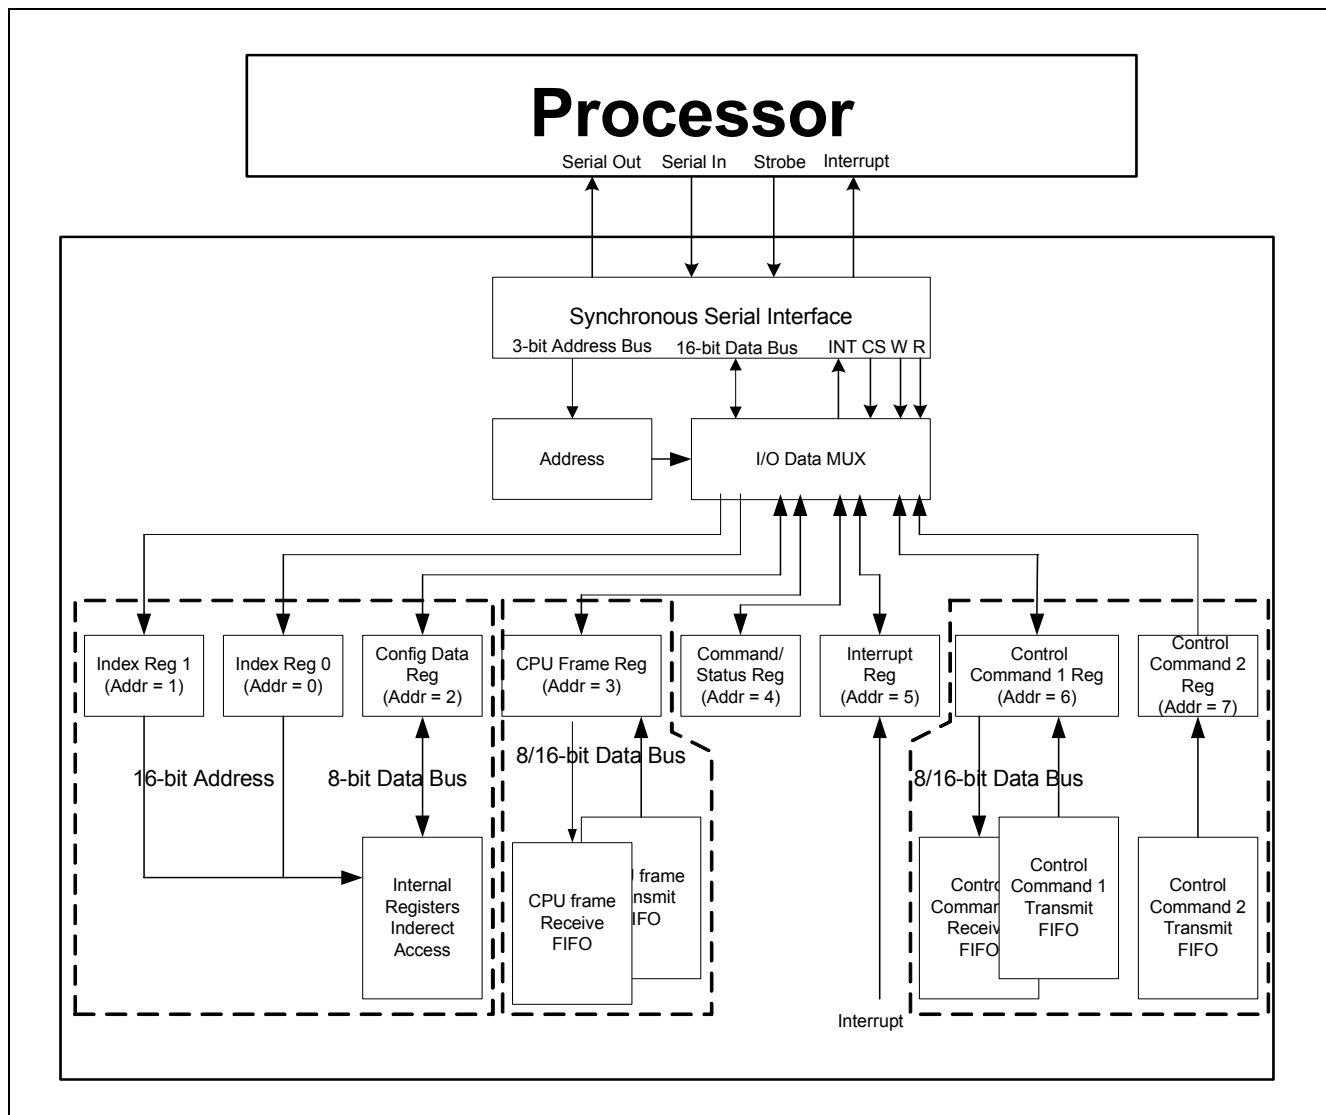 Processor
Serial Out Serial In Strobe Interrupt
Synchronous Serial Interface
3-bit Address Bus 16-bit Data Bus INT CS W R
Address
I/O Data MUX
Index Reg 1
(Addr = 1)
Index Reg 0
(Addr = 0)
Config Data
Reg
(Addr = 2)
CPU Frame Reg
(Addr = 3)
Command/
Status Reg
(Addr = 4)
Interrupt
Reg
(Addr = 5)
Control
Command 1 Reg
(Addr = 6)
Control
Command 2
Reg
(Addr = 7)
16-bit Address
8-bit Data Bus
8/16-bit Data Bus
8/16-bit Data Bus
Internal
Registers
Inderect
Access
CPU frame
Receive
FIFO
frame
Control
Command 1
Transmit
FIFO
Receive
FIFO
Control
Command 2
Transmit
FIFO
Interrupt